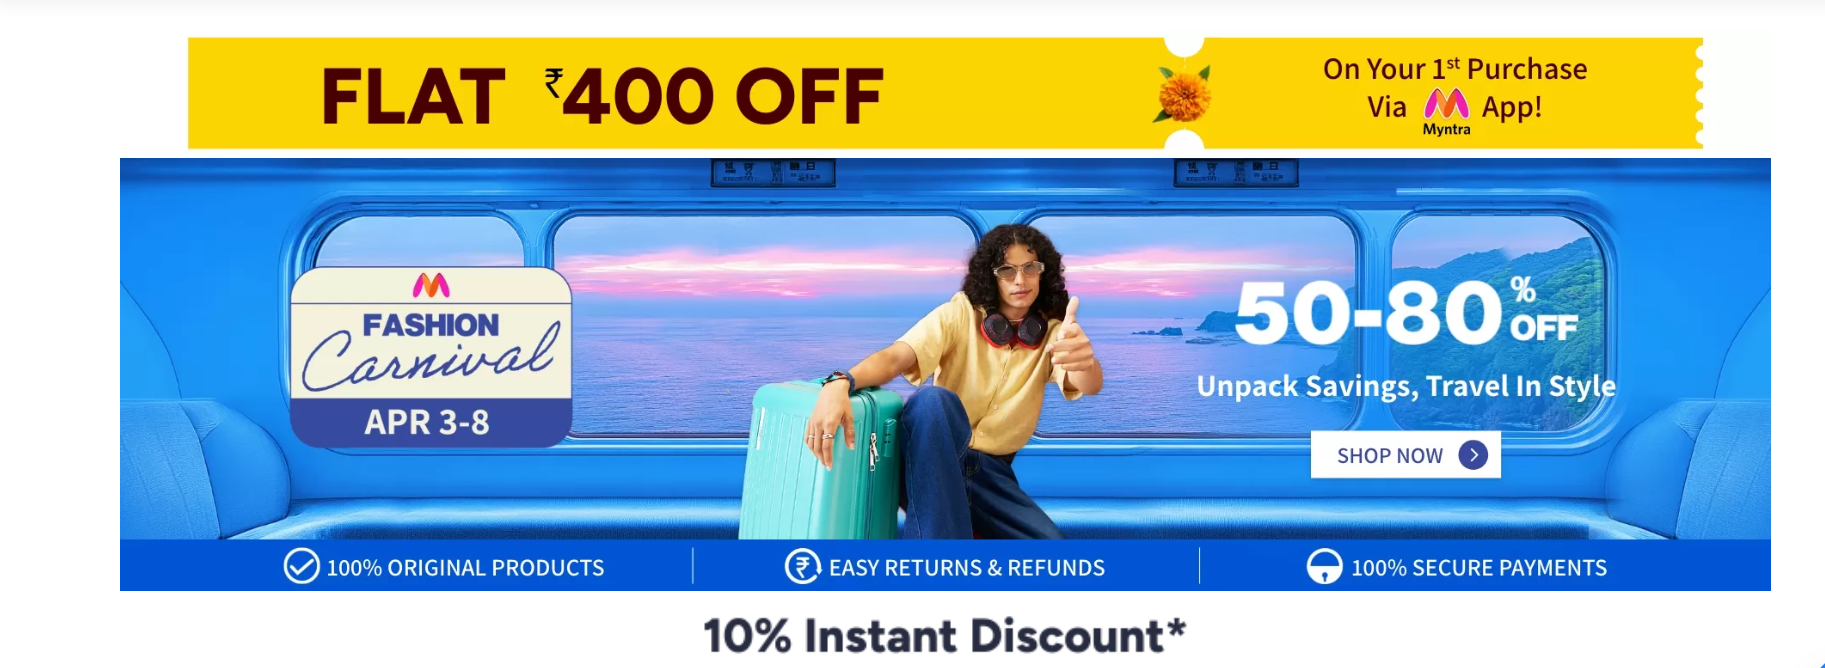 FLAT ₹400 OFF
On Your 1st Purchase
Via Myntra App!
FASHION
Carnival
APR 3-8
50-80% OFF
Unpack Savings, Travel In Style
SHOP NOW
100% ORIGINAL PRODUCTS
EASY RETURNS & REFUNDS
100% SECURE PAYMENTS
10% Instant Discount*